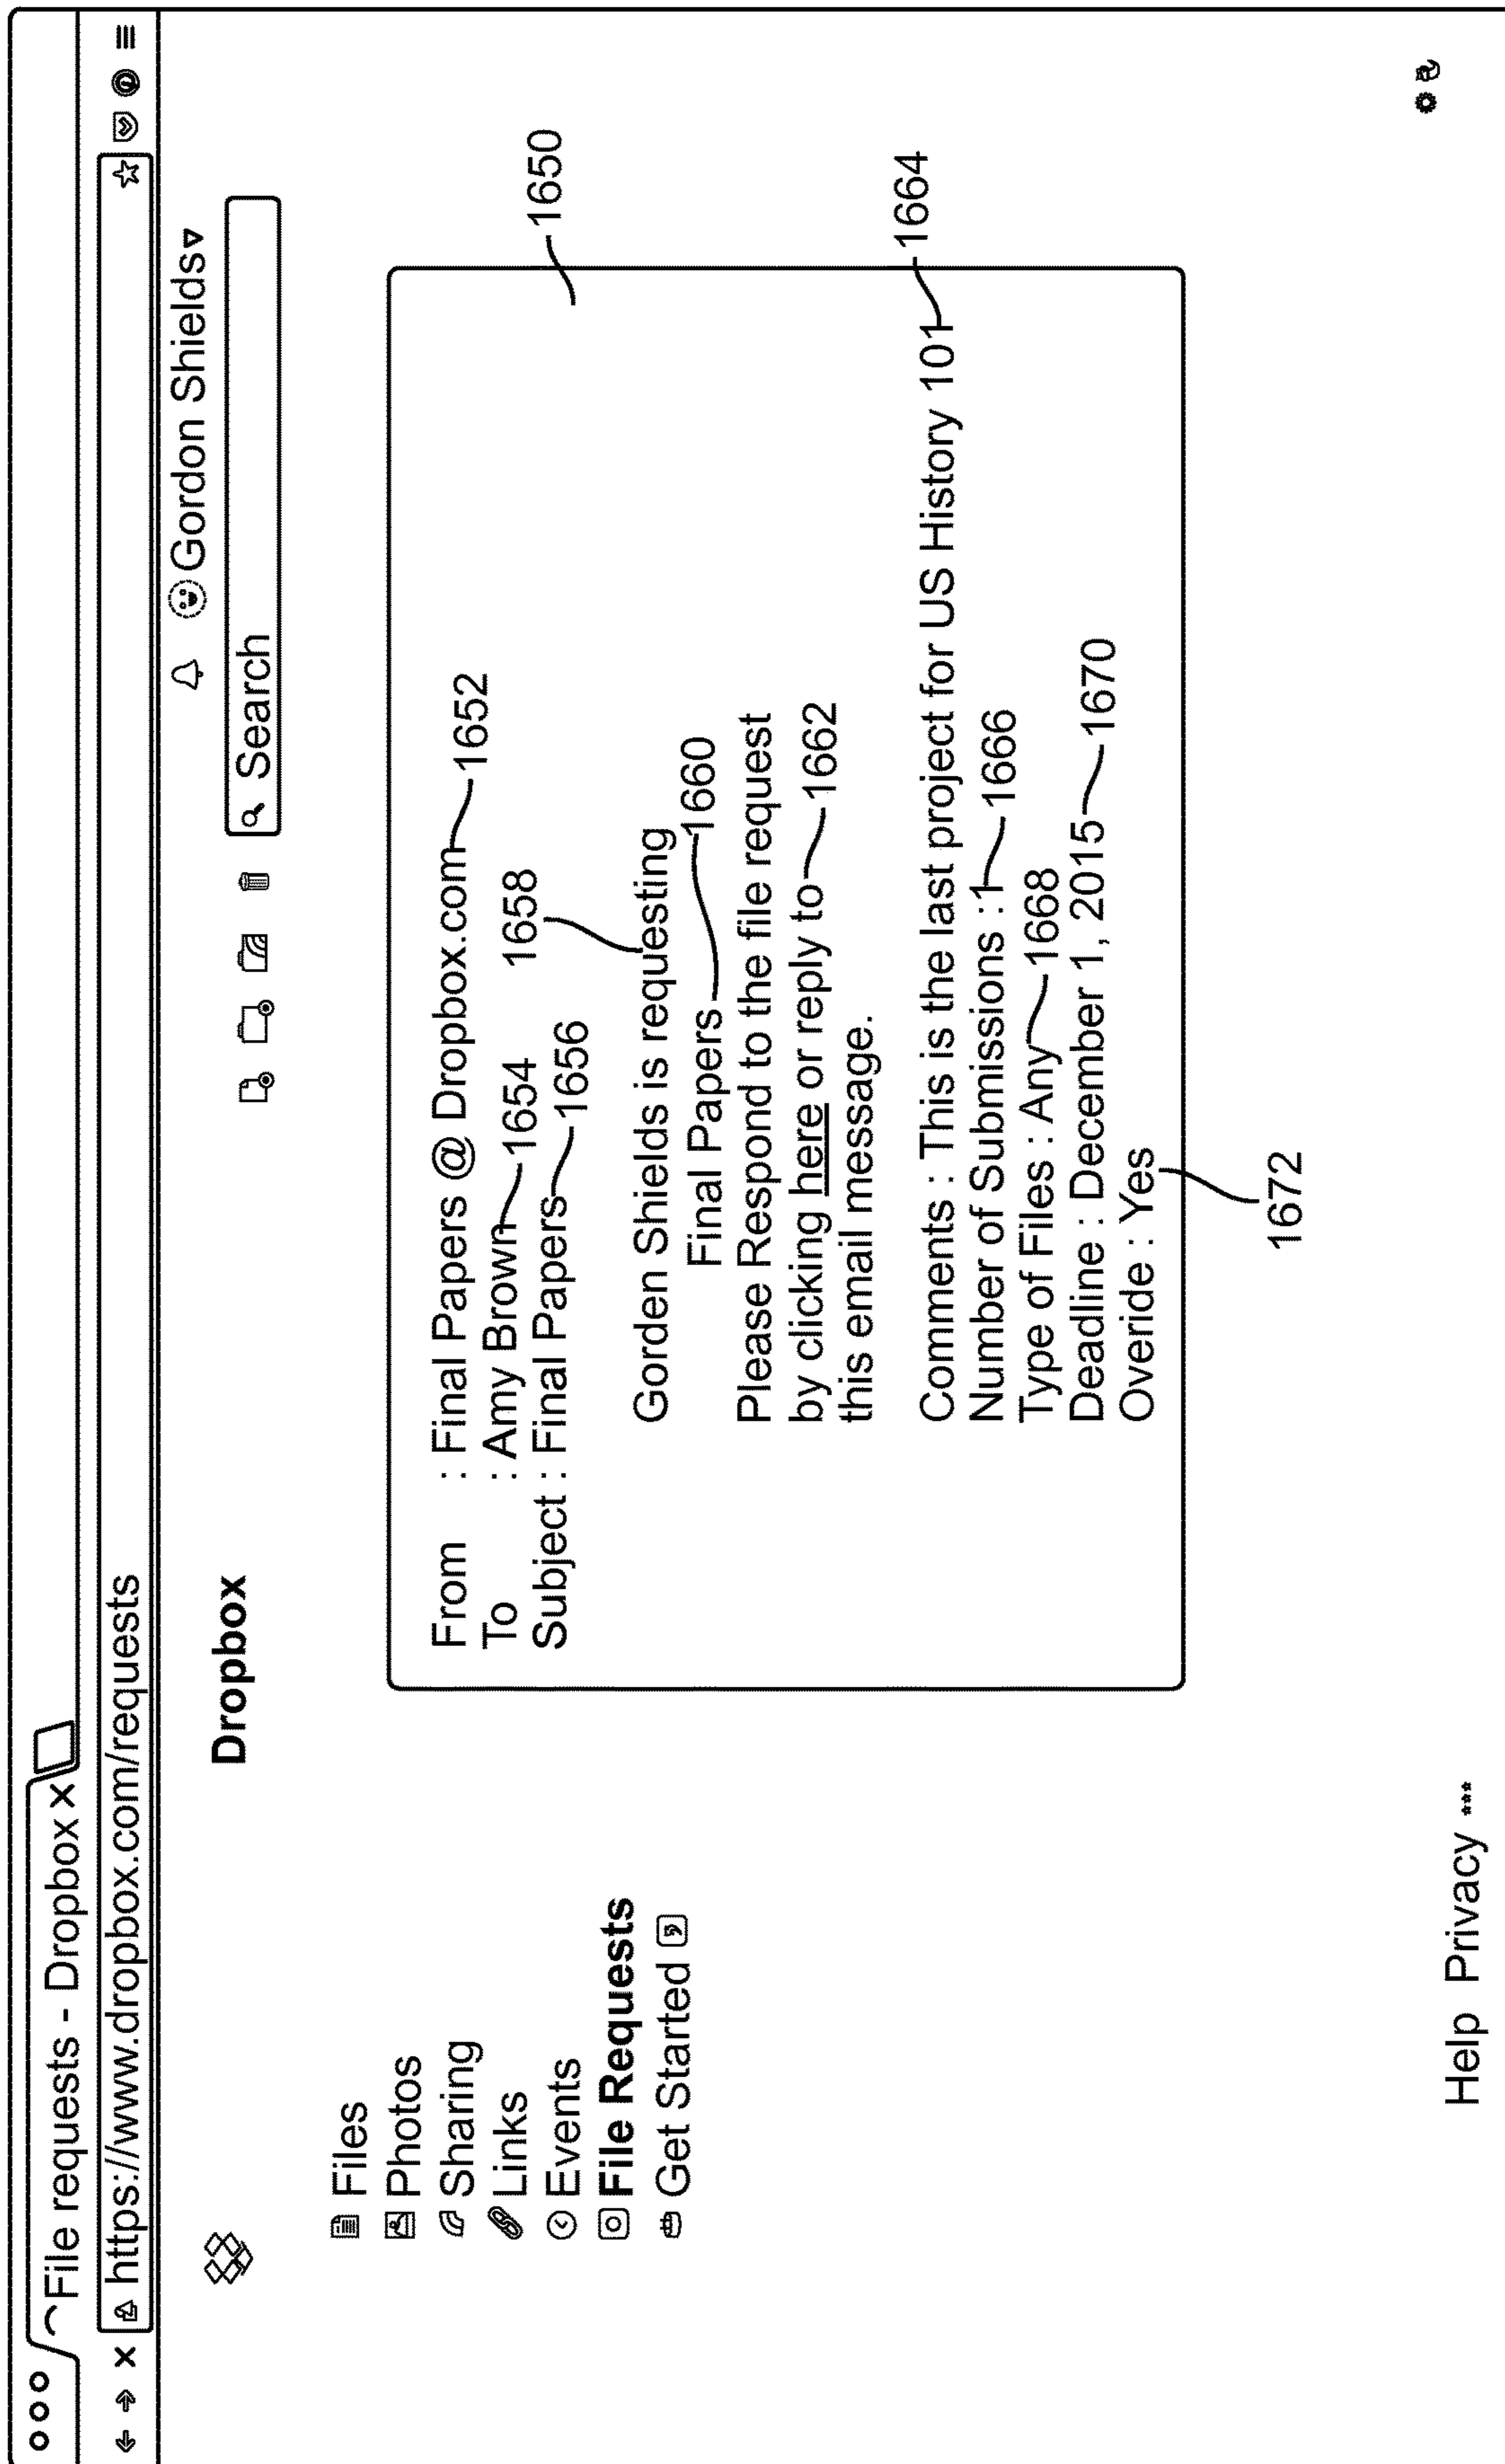 File requests - Dropbox X
https://www.dropbox.com/requests
Gordon Shields
Dropbox
Search
Files
Photos
Sharing
Links
Events
File Requests
Get Started
From : Final Papers @ Dropbox.com 1652
To : Amy Brown 1654
Subject : Final Papers 1656
1658
1650
Gorden Shields is requesting
Final Papers 1660
Please Respond to the file request
by clicking here or reply to 1662
this email message.
Comments : This is the last project for US History 101 1664
Number of Submissions :1 1666
Type of Files : Any 1668
Deadline : December 1, 2015 1670
Overide : Yes
1672
Help Privacy ***